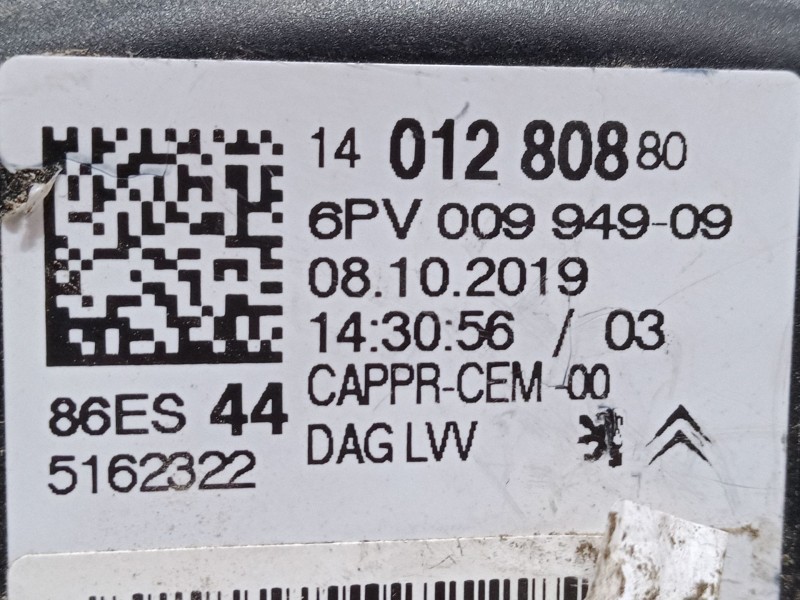 14 012 808 80
6PV 009 949-09
08.10.2019
14:30:56 / 03
CAPPR-CEM-00
86ES 44
DAG LVV
5162322